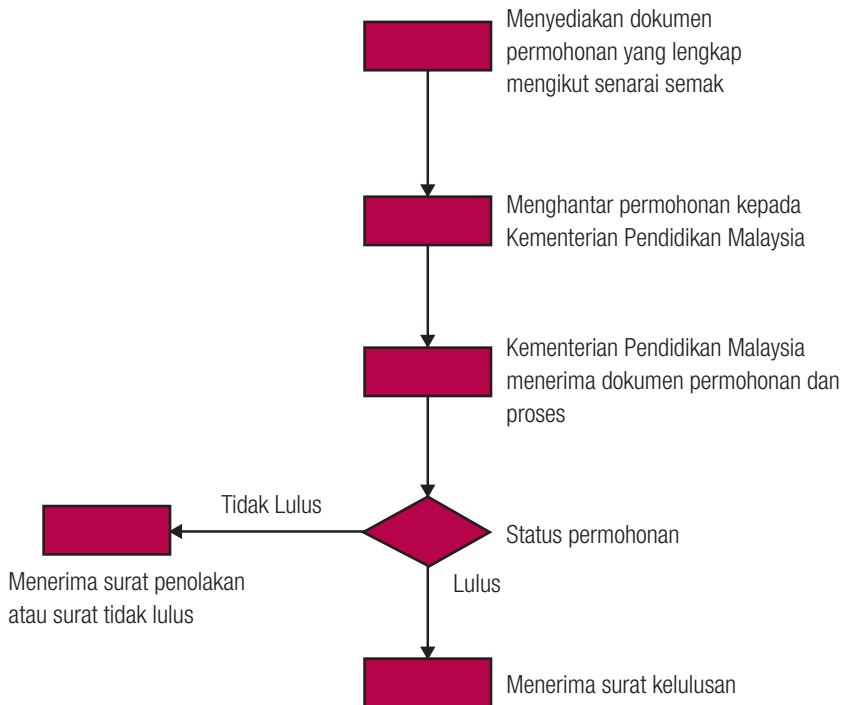 Menyediakan dokumen
permohonan yang lengkap
mengikut senarai semak
Menghantar permohonan kepada
Kementerian Pendidikan Malaysia
Kementerian Pendidikan Malaysia
menerima dokumen permohonan dan
proses
Tidak Lulus
Status permohonan
Menerima surat penolakan
atau surat tidak lulus
Lulus
Menerima surat kelulusan